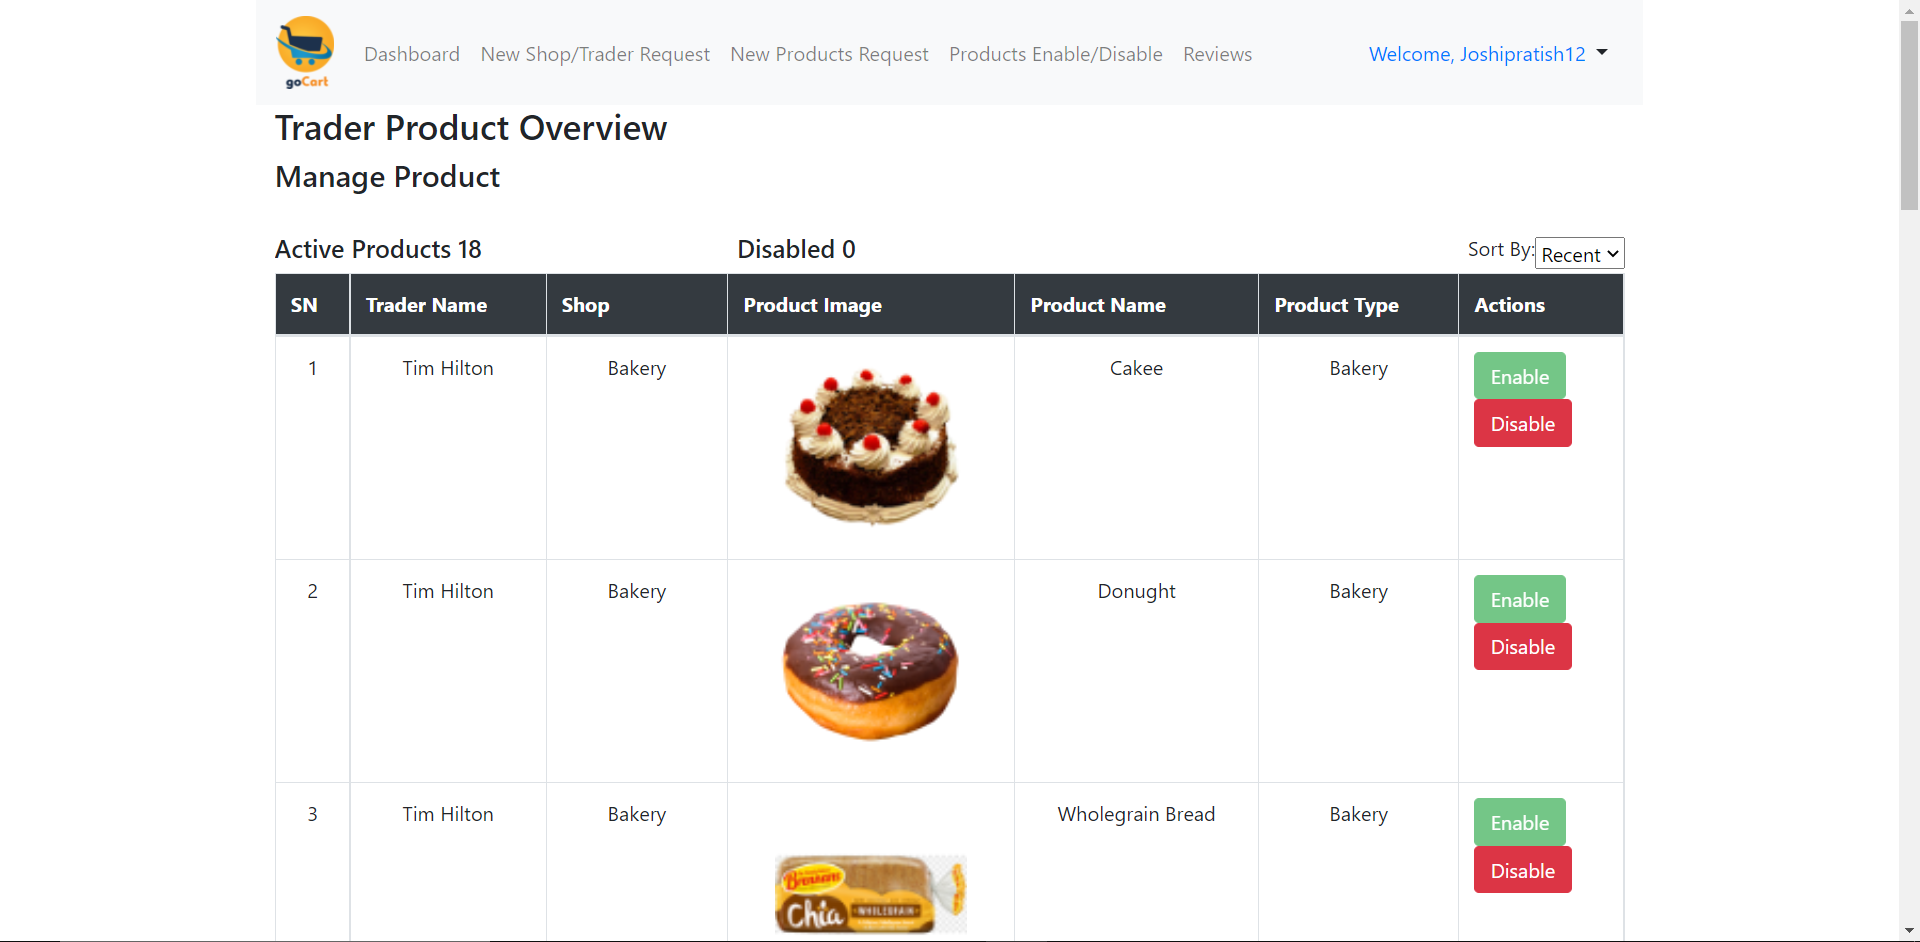 goCart
Dashboard New Shop/Trader Request New Products Request Products Enable/Disable Reviews Welcome, Joshipratish12
Trader Product Overview
Manage Product
Active Products 18 Disabled 0 Sort By: Recent
SN Trader Name Shop Product Image Product Name Product Type Actions
1 Tim Hilton Bakery Cakee Bakery Enable
Disable
2 Tim Hilton Bakery Donught Bakery Enable
Disable
3 Tim Hilton Bakery Wholegrain Bread Bakery Enable
Disable
Chia WHOLEGRAIN